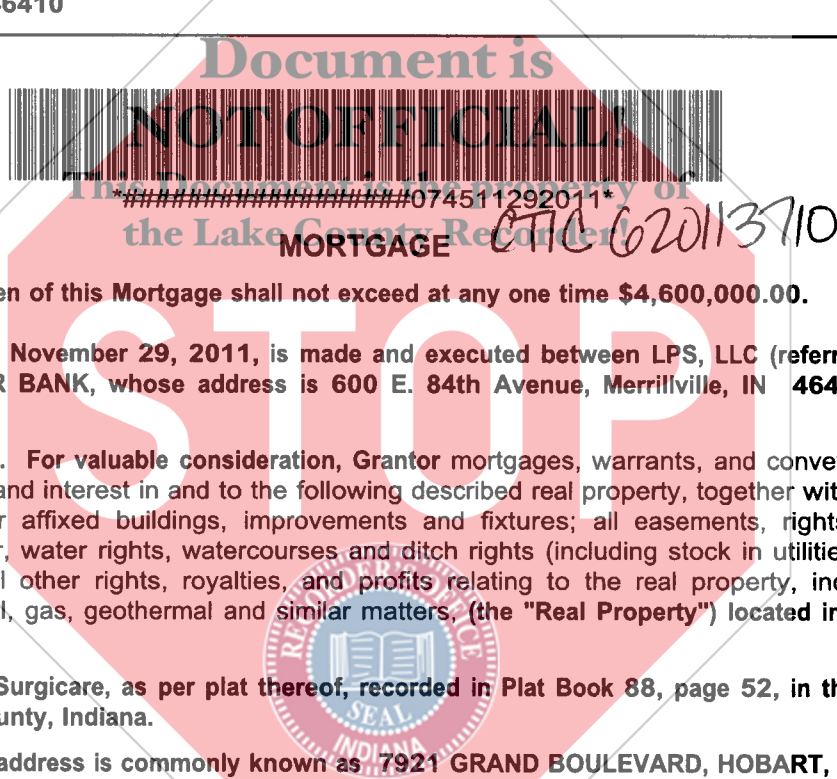 46410
Document is
NOT OFFICIAL!
This Document is the property of
*##################074511292011*
the Lake County Recorder!
MORTGAGE
CTIC 620113710
en of this Mortgage shall not exceed at any one time $4,600,000.00.
November 29, 2011, is made and executed between LPS, LLC (referr
R BANK, whose address is 600 E. 84th Avenue, Merrillville, IN 464
. For valuable consideration, Grantor mortgages, warrants, and conve
and interest in and to the following described real property, together wit
r affixed buildings, improvements and fixtures; all easements, rights
, water rights, watercourses and ditch rights (including stock in utilitie
l other rights, royalties, and profits relating to the real property, inc
l, gas, geothermal and similar matters, (the "Real Property") located in
Surgicare, as per plat thereof, recorded in Plat Book 88, page 52, in th
unty, Indiana.
address is commonly known as 7921 GRAND BOULEVARD, HOBART,
STOP
RECORDER OFFICE
SEAL
INDIANA